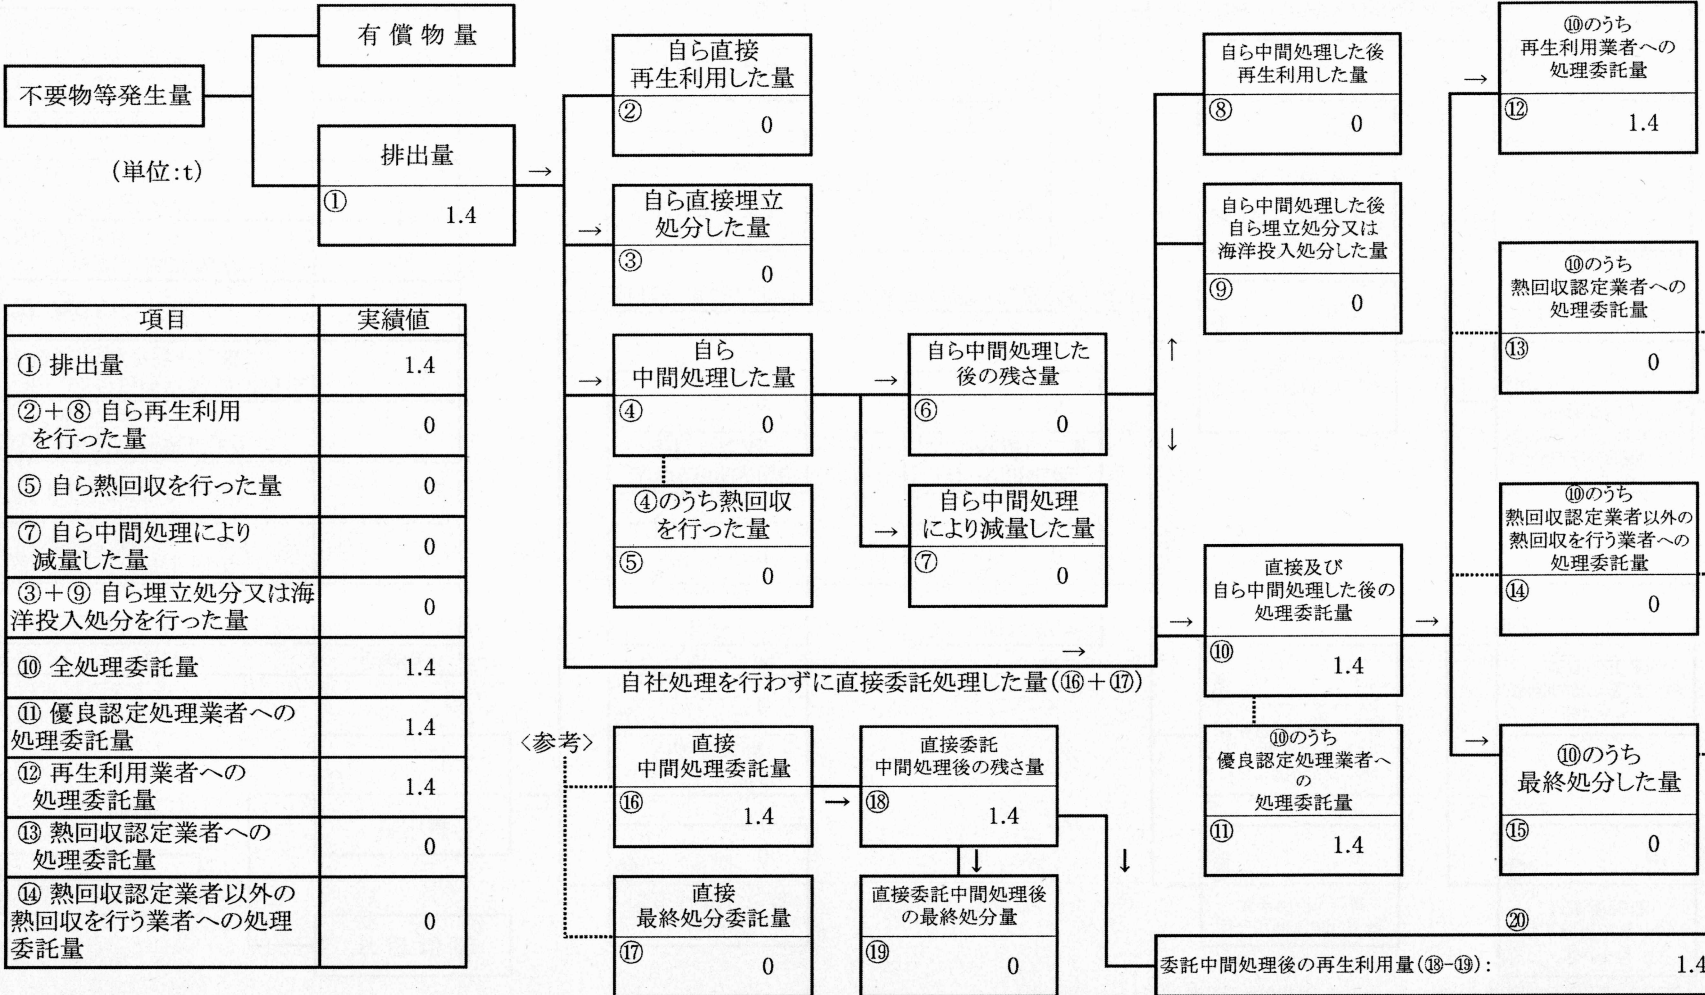 不要物等発生量
(単位:t)
有償物量
排出量
①
1.4
→
自ら直接
再生利用した量
②
0
→
自ら直接埋立
処分した量
③
0
→
自ら
中間処理した量
④
0
④のうち熱回収
を行った量
⑤
0
→
自ら中間処理した
後の残さ量
⑥
0
→
自ら中間処理
により減量した量
⑦
0
自ら中間処理した後
再生利用した量
⑧
0
自ら中間処理した後
自ら埋立処分又は
海洋投入処分した量
⑨
0
↑
↓
→
直接及び
自ら中間処理した後の
処理委託量
⑩
1.4
⑩のうち
優良認定処理業者へ
の
処理委託量
⑪
1.4
→
→
⑩のうち
再生利用業者への
処理委託量
⑫
1.4
⑩のうち
熱回収認定業者への
処理委託量
⑬
0
⑩のうち
熱回収認定業者以外の
熱回収を行う業者への
処理委託量
⑭
0
→
⑩のうち
最終処分した量
⑮
0
→
自社処理を行わずに直接委託処理した量(⑯+⑰)
項目 実績値
① 排出量 1.4
②+⑧ 自ら再生利用
を行った量 0
⑤ 自ら熱回収を行った量 0
⑦ 自ら中間処理により
減量した量 0
③+⑨ 自ら埋立処分又は海
洋投入処分を行った量 0
⑩ 全処理委託量 1.4
⑪ 優良認定処理業者への
処理委託量 1.4
⑫ 再生利用業者への
処理委託量 1.4
⑬ 熱回収認定業者への
処理委託量 0
⑭ 熱回収認定業者以外の
熱回収を行う業者への処理
委託量 0
〈参考〉
直接
中間処理委託量
⑯
1.4
→
直接委託
中間処理後の残さ量
⑱
1.4
↓
↓
直接
最終処分委託量
⑰
0
直接委託中間処理後
の最終処分量
⑲
0
⑳
委託中間処理後の再生利用量(⑱-⑲): 1.4